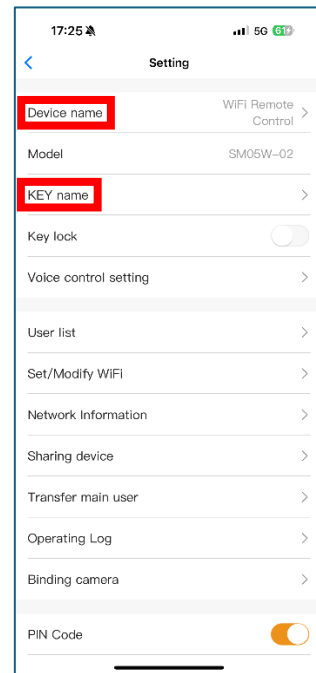 17:25 5G 61
Setting
Device name WiFi Remote
Control
Model SM05W-02
KEY name
Key lock
Voice control setting
User list
Set/Modify WiFi
Network Information
Sharing device
Transfer main user
Operating Log
Binding camera
PIN Code